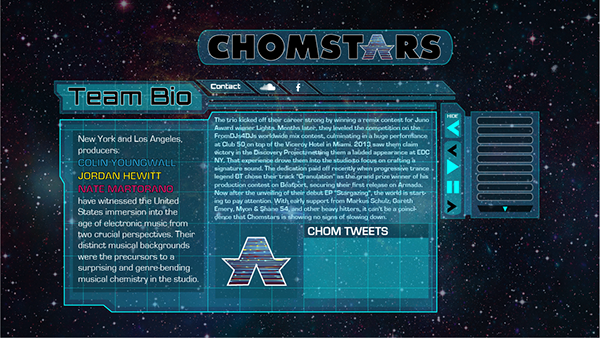 CHOMSTARS
Contact
f
Team Bio
New York and Los Angeles,
producers:
COLIN YOUNGWALL
JORDAN HEWITT
NATE MARTORANO
have witnessed the United
States immersion into the
age of electronic music from
two crucial perspectives. Their
distinct musical backgrounds
were the precursors to a
surprising and genre-bending
musical chemistry in the studio.
The trio kicked off their career strong by winning a remix contest for Juno
Award winner Lights. Months later, they leveled the competition on the
FromDJs4DJs worldwide mix contest, culminating in a huge performance
at Club 50 on top of the Viceroy Hotel in Miami. 2013 saw them claim
victory in the Discovery Project netting them a lauded appearance at EDC
NY. That experience drove them into the studio to focus on crafting a
signature sound. The dedication paid off recently when progressive trance
legend BT chose their track "Granulation" as the grand prize winner of his
production contest on Beatport, securing their first release on Armada.
Now after the unveiling of their debut EP "Stargazing", the world is start-
ing to pay attention. With early support from Markus Schulz, Gareth
Emery, Myon & Shane 54, and other heavy hitters, it can't be a coinci-
dence that Chomstars is showing no signs of slowing down.
CHOM TWEETS
HIDE